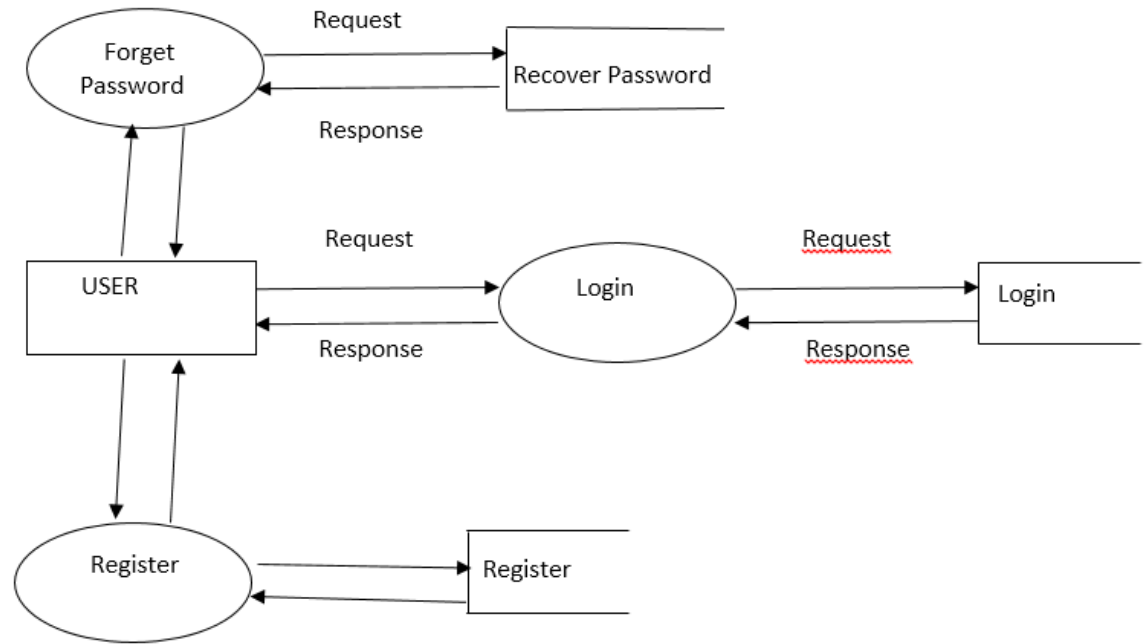 Request
Forget
Password
Recover Password
Response
Request
Request
USER
Login
Login
Response
Response
Register
Register